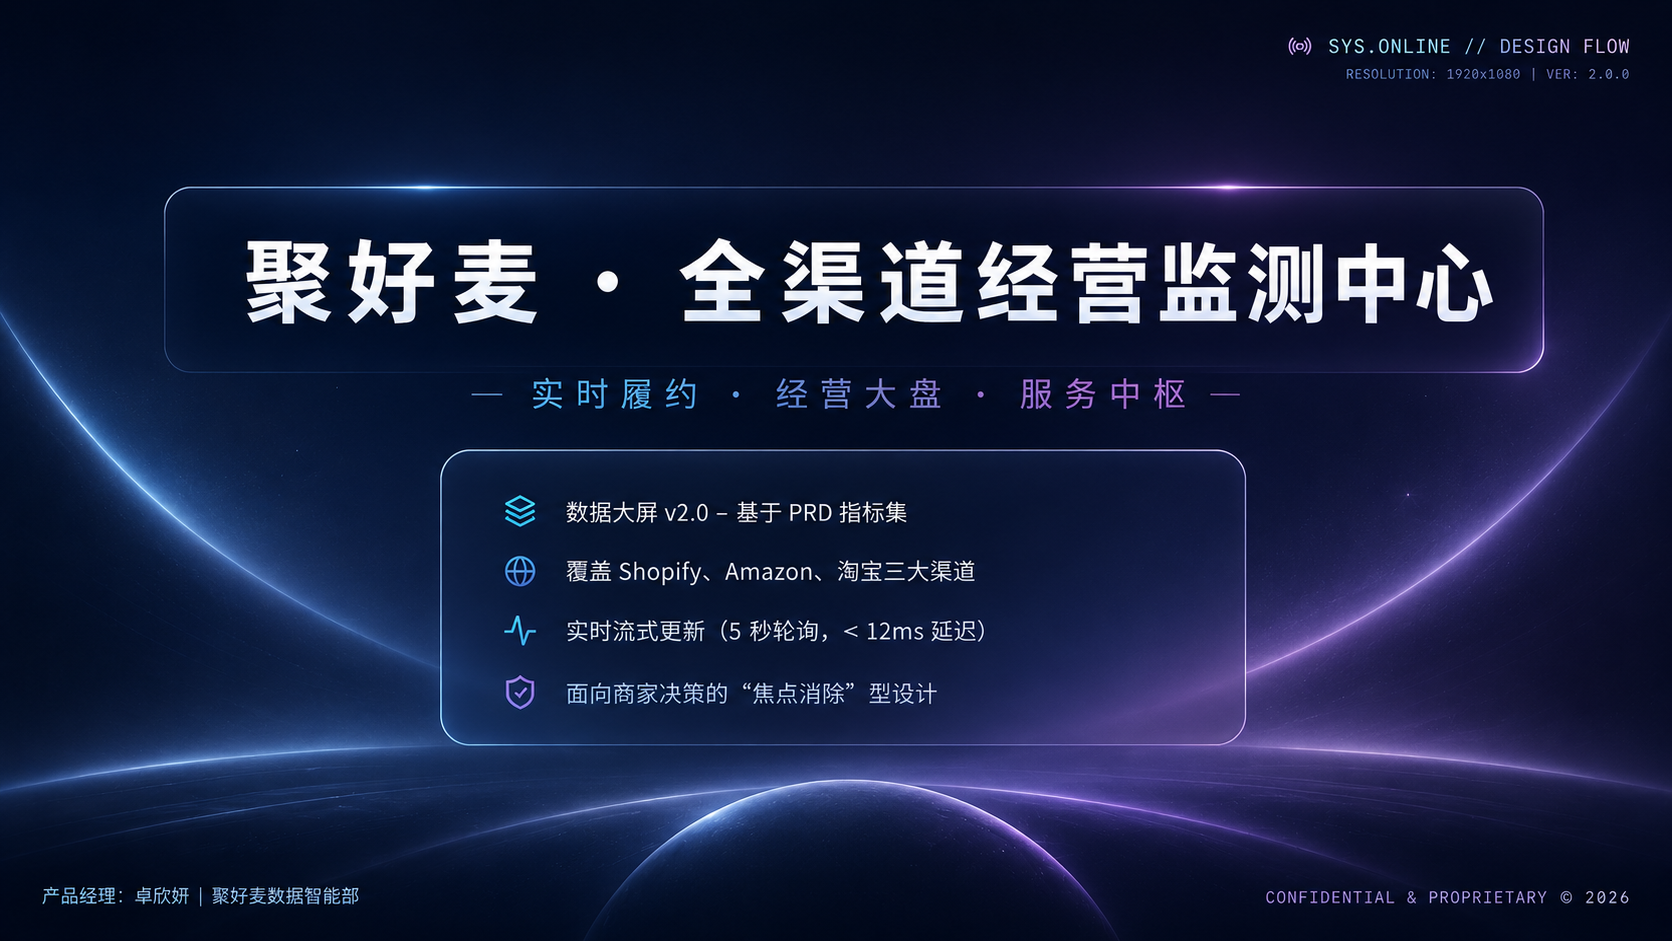 SYS.ONLINE // DESIGN FLOW
RESOLUTION: 1920x1080 | VER: 2.0.0
聚好麦 · 全渠道经营监测中心
— 实时履约 · 经营大盘 · 服务中枢 —
数据大屏 v2.0 – 基于 PRD 指标集
覆盖 Shopify、Amazon、淘宝三大渠道
实时流式更新（5 秒轮询，< 12ms 延迟）
面向商家决策的“焦点消除”型设计
产品经理：卓欣妍 | 聚好麦数据智能部
CONFIDENTIAL & PROPRIETARY © 2026